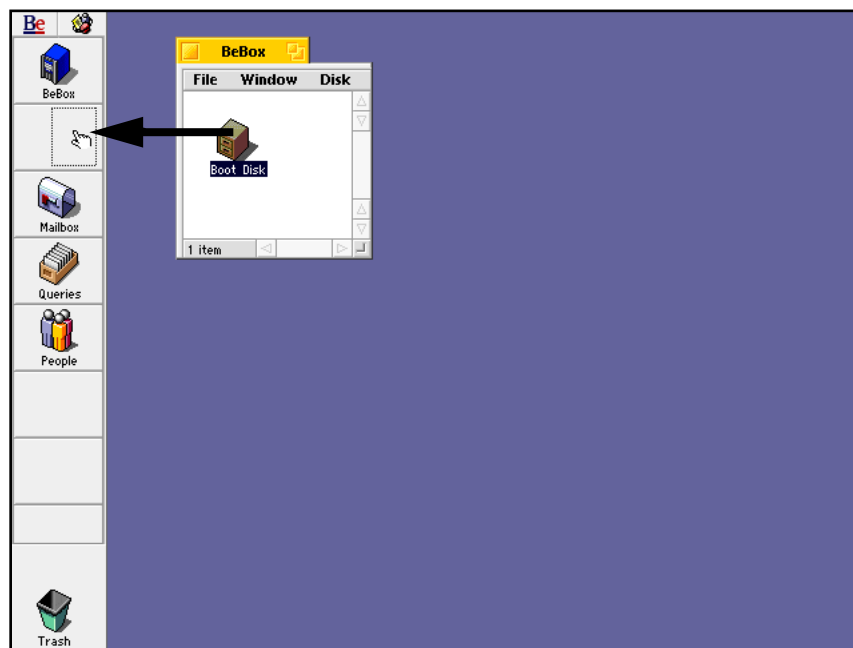 Be
BeBox
BeBox
File Window Disk
Boot Disk
Mailbox
1 item
Queries
People
Trash